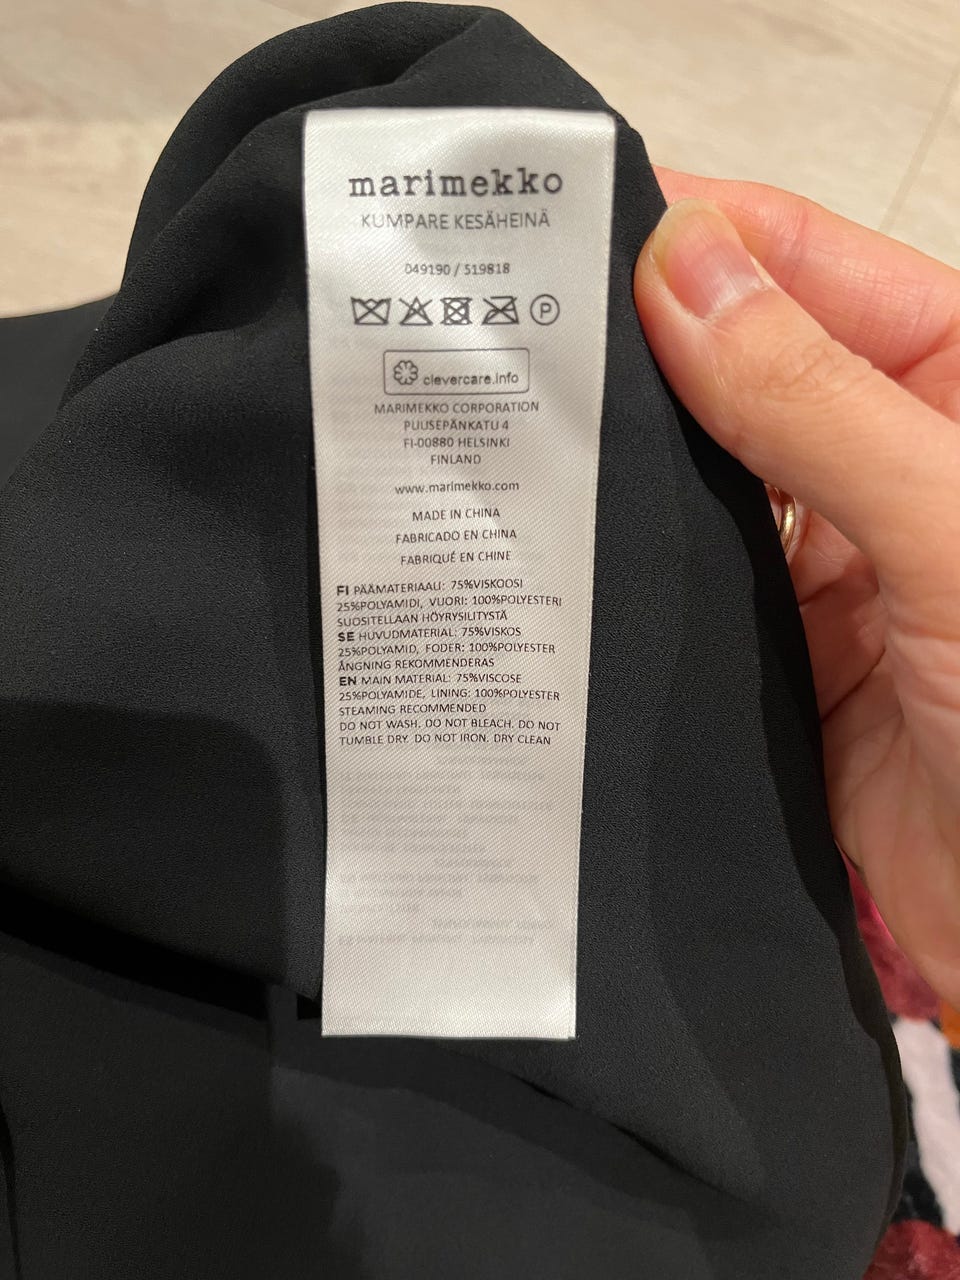 marimekko
KUMPARE KESÄHEINÄ
049190 / 519818
P
clevercare.info
MARIMEKKO CORPORATION
PUUSEPÄNKATU 4
FI-00880 HELSINKI
FINLAND
www.marimekko.com
MADE IN CHINA
FABRICADO EN CHINA
FABRIQUÉ EN CHINE
FI PÄÄMATERIAALI: 75%VISKOOSI
25%POLYAMIDI, VUORI: 100%POLYESTERI
SUOSITELLAAN HÖYRYSILITYSTÄ
SE HUVUDMATERIAL: 75%VISKOS
25%POLYAMID, FODER: 100%POLYESTER
ÅNGNING REKOMMENDERAS
EN MAIN MATERIAL: 75%VISCOSE
25%POLYAMIDE, LINING: 100%POLYESTER
STEAMING RECOMMENDED
DO NOT WASH. DO NOT BLEACH. DO NOT
TUMBLE DRY. DO NOT IRON. DRY CLEAN